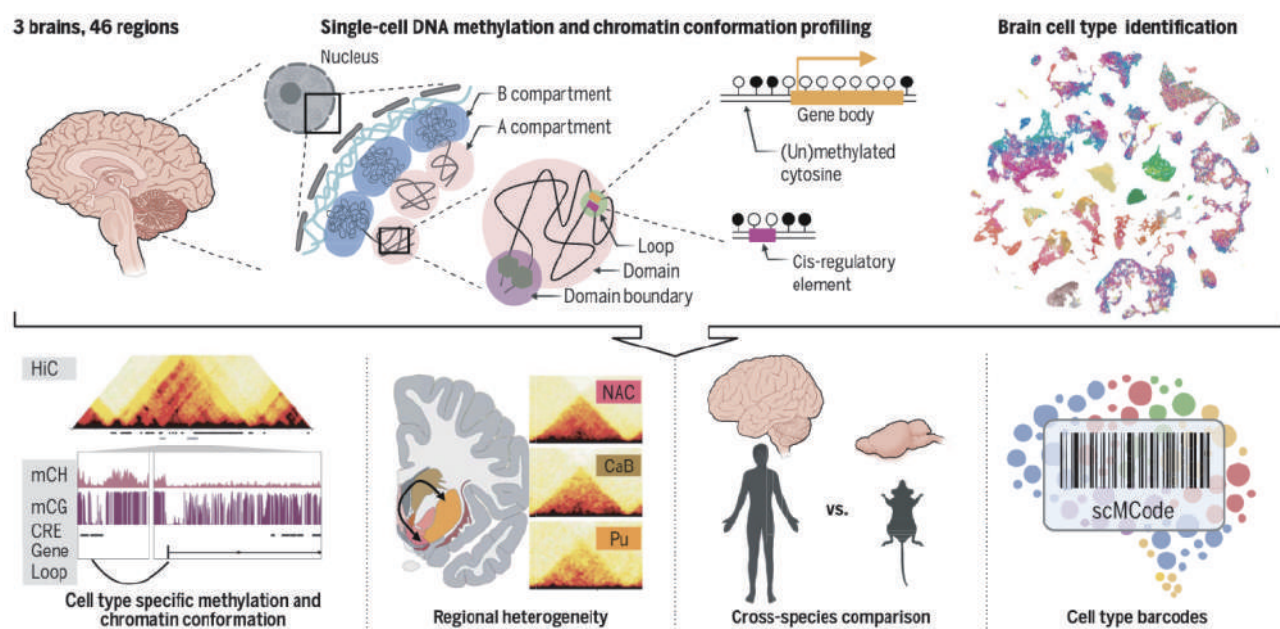 3 brains, 46 regions
Single-cell DNA methylation and chromatin conformation profiling
Brain cell type identification
Nucleus
B compartment
A compartment
Loop
Domain
Domain boundary
Gene body
(Un)methylated
cytosine
Cis-regulatory
element
HiC
mCH
mCG
CRE
Gene
Loop
Cell type specific methylation and
chromatin conformation
NAC
CaB
Pu
Regional heterogeneity
vs.
Cross-species comparison
scMCode
Cell type barcodes